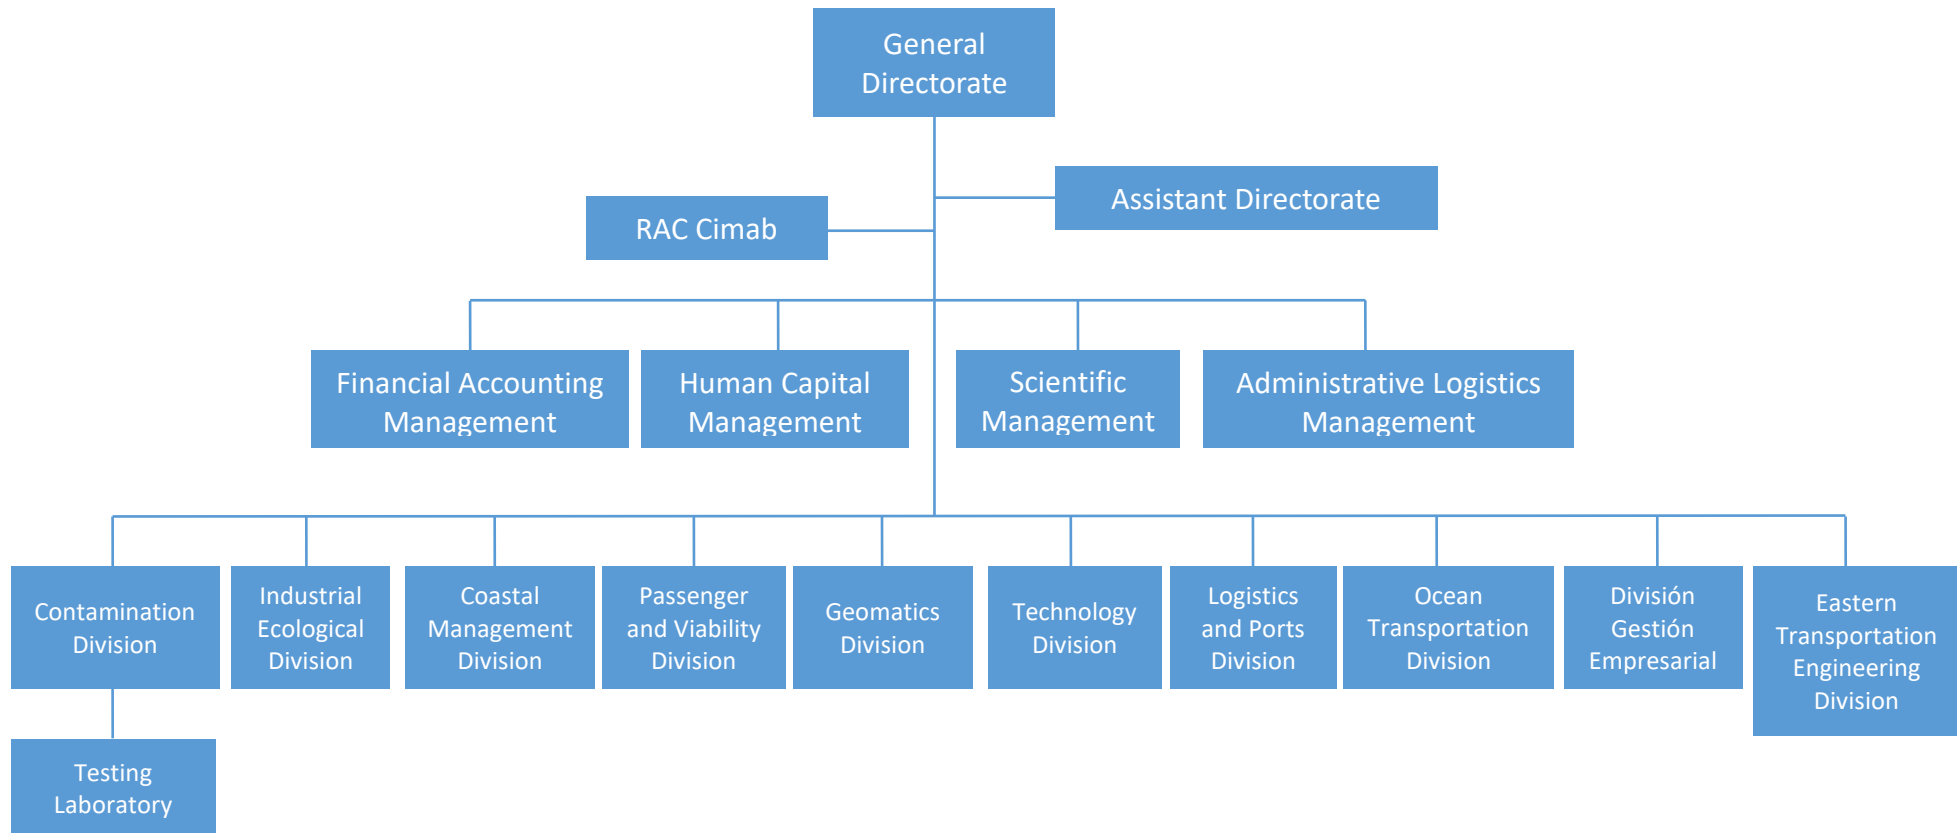 General
Directorate
Assistant Directorate
RAC Cimab
Financial Accounting
Management
Human Capital
Management
Scientific
Management
Administrative Logistics
Management
Contamination
Division
Industrial
Ecological
Division
Coastal
Management
Division
Passenger
and Viability
Division
Geomatics
Division
Technology
Division
Logistics
and Ports
Division
Ocean
Transportation
Division
División
Gestión
Empresarial
Eastern
Transportation
Engineering
Division
Testing
Laboratory